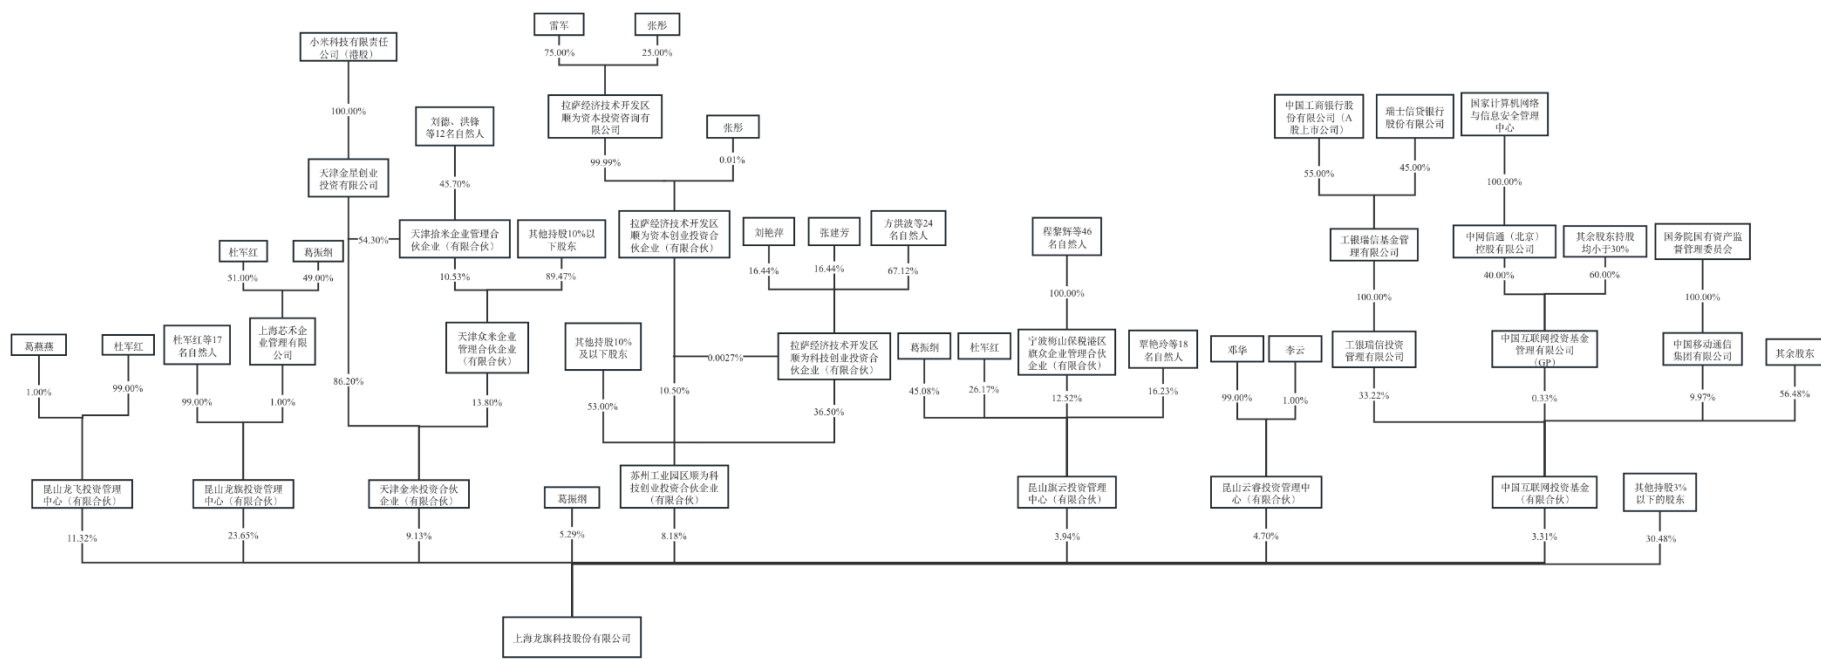 雷军
张彤
75.00%
25.00%
小米科技有限责任
公司（港股）
100.00%
拉萨经济技术开发区
顺为资本投资咨询有
限公司
刘德、洪锋
等12名自然人
张彤
99.99%
0.01%
中国工商银行股
份有限公司（A
股上市公司）
瑞士信贷银行
股份有限公司
国家计算机网络
与信息安全管理
中心
55.00%
45.00%
100.00%
天津金星创业
投资有限公司
45.70%
54.30%
天津拾米企业管理合
伙企业（有限合伙）
其他持股10%以
下股东
拉萨经济技术开发区
顺为资本创业投资合
伙企业（有限合伙）
刘艳萍
张建芳
方洪波等24
名自然人
程黎辉等46
名自然人
工银瑞信基金管
理有限公司
中网信通（北京）
控股有限公司
其余股东持股
均小于30%
国务院国有资产监
督管理委员会
杜军红
葛振纲
51.00%
49.00%
10.53%
89.47%
16.44%
16.44%
67.12%
100.00%
100.00%
40.00%
60.00%
100.00%
葛燕燕
杜军红
杜军红等17
名自然人
上海芯禾企
业管理有限
公司
天津众米企业
管理合伙企业
（有限合伙）
其他持股10%
及以下股东
0.0027%
拉萨经济技术开发区
顺为科技创业投资合
伙企业（有限合伙）
葛振纲
杜军红
宁波梅山保税港区
旗众企业管理合伙
企业（有限合伙）
覃艳玲等18
名自然人
邓华
李云
工银瑞信投资
管理有限公司
中国互联网投资基金
管理有限公司
（GP）
中国移动通信
集团有限公司
其余股东
1.00%
99.00%
99.00%
1.00%
86.20%
13.80%
53.00%
10.50%
36.50%
45.08%
26.17%
12.52%
16.23%
99.00%
1.00%
33.22%
0.33%
9.97%
56.48%
昆山龙飞投资管理
中心（有限合伙）
昆山龙旗投资管理
中心（有限合伙）
天津金米投资合伙
企业（有限合伙）
葛振纲
苏州工业园区顺为科
技创业投资合伙企业
（有限合伙）
昆山旗云投资管理
中心（有限合伙）
昆山云睿投资管理中
心（有限合伙）
中国互联网投资基金
（有限合伙）
其他持股3%
以下的股东
11.32%
23.65%
9.13%
5.29%
8.18%
3.94%
4.70%
3.31%
30.48%
上海龙旗科技股份有限公司